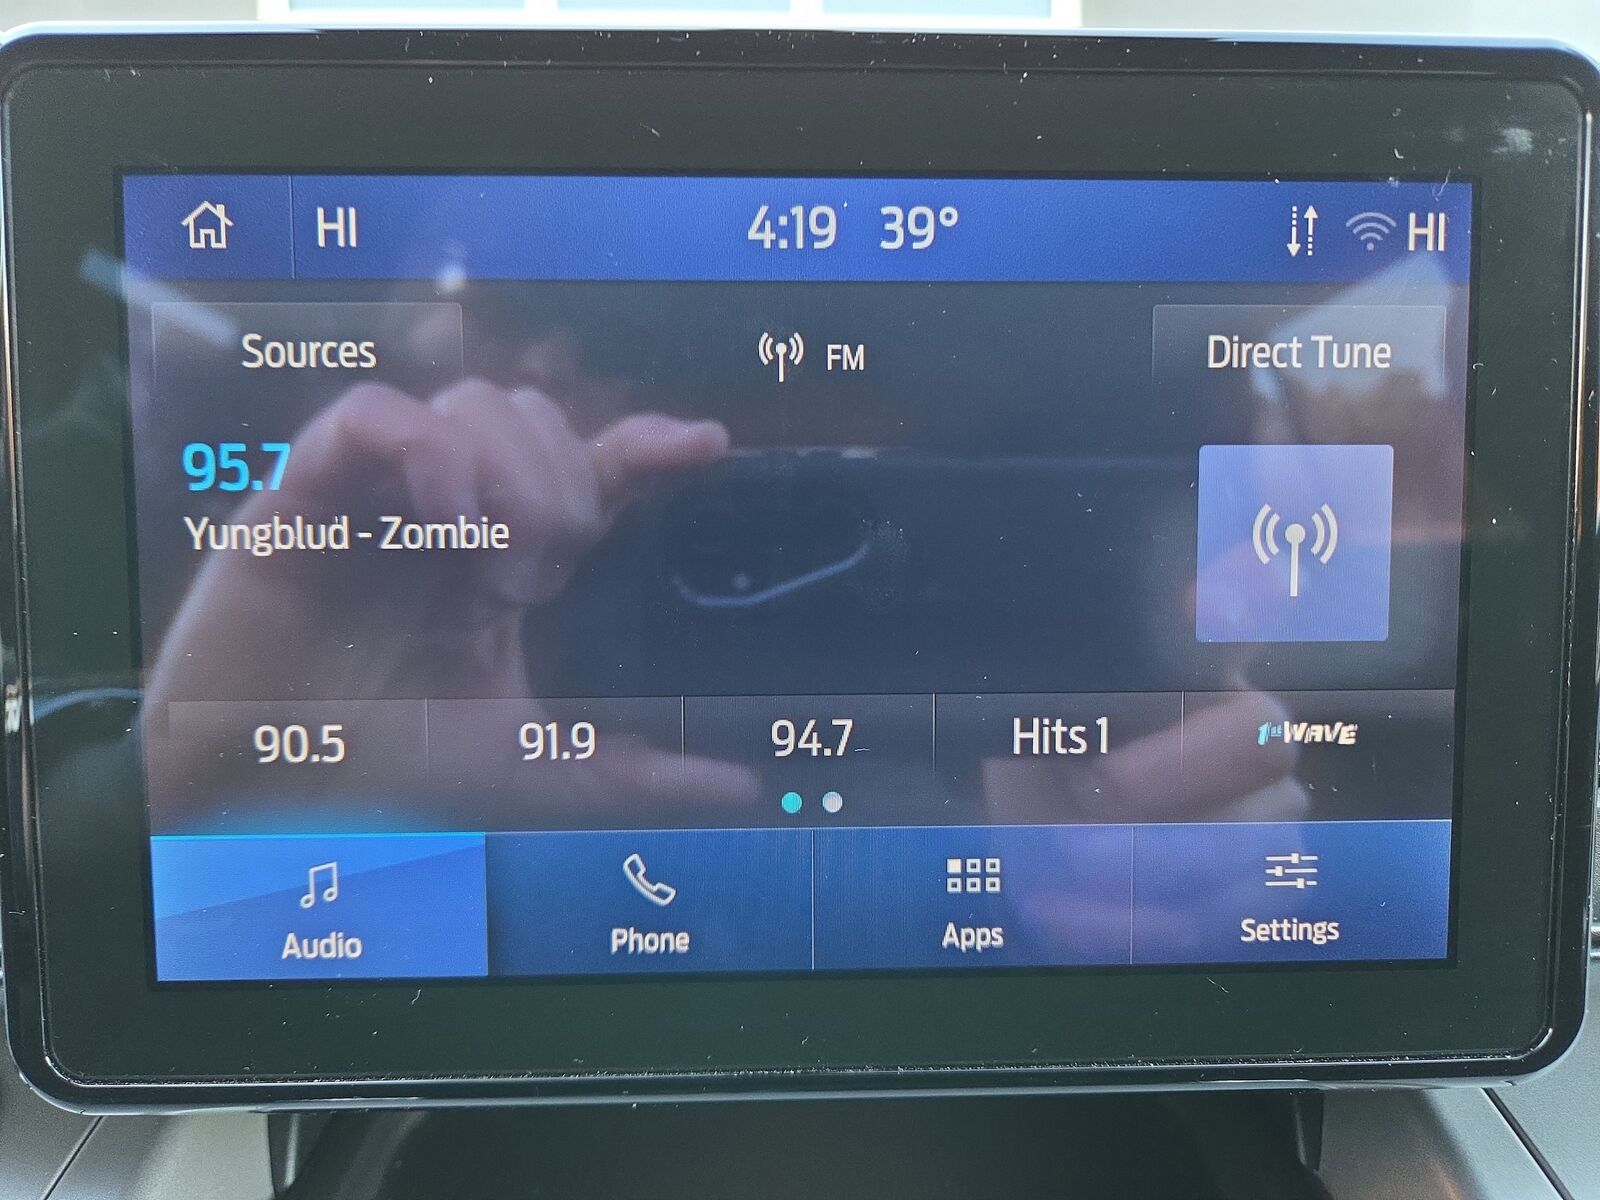 HI 4:19 39° HI
Sources FM Direct Tune
95.7
Yungblud - Zombie
90.5 91.9 94.7 Hits 1 1st WAVE
Audio Phone Apps Settings